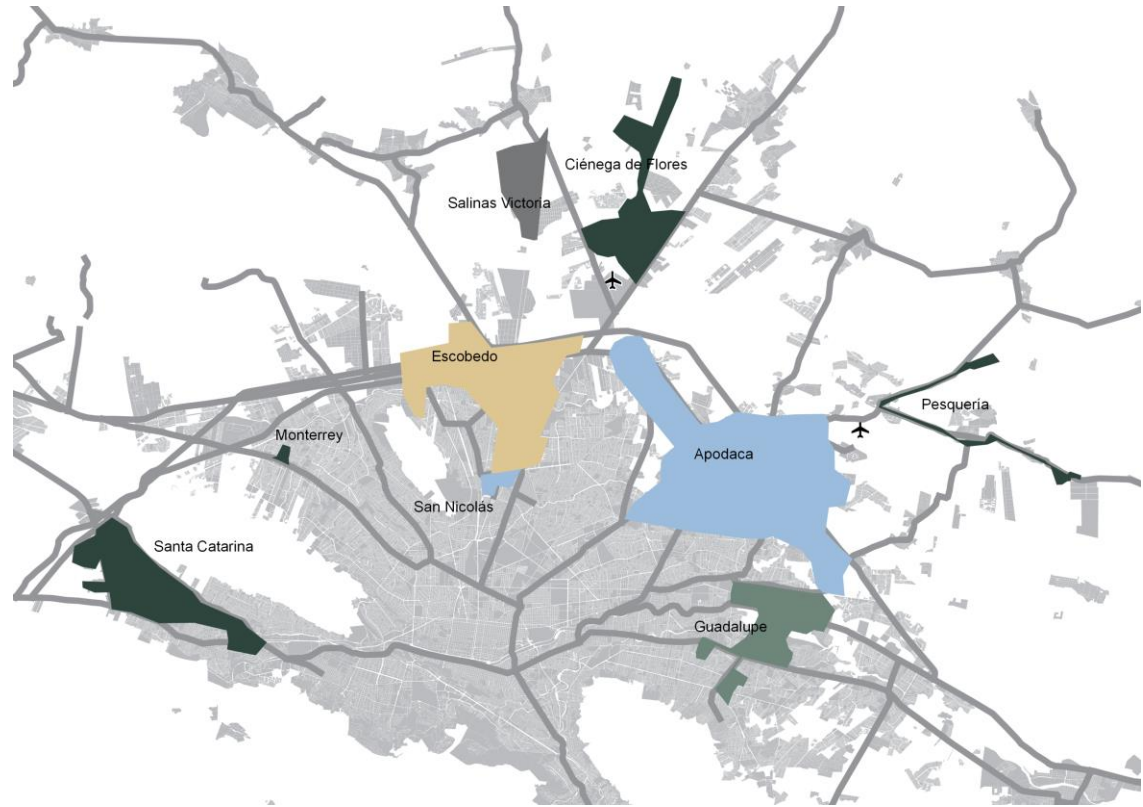 Ciénega de Flores
Salinas Victoria
Escobedo
Pesquería
Monterrey
Apodaca
San Nicolás
Santa Catarina
Guadalupe